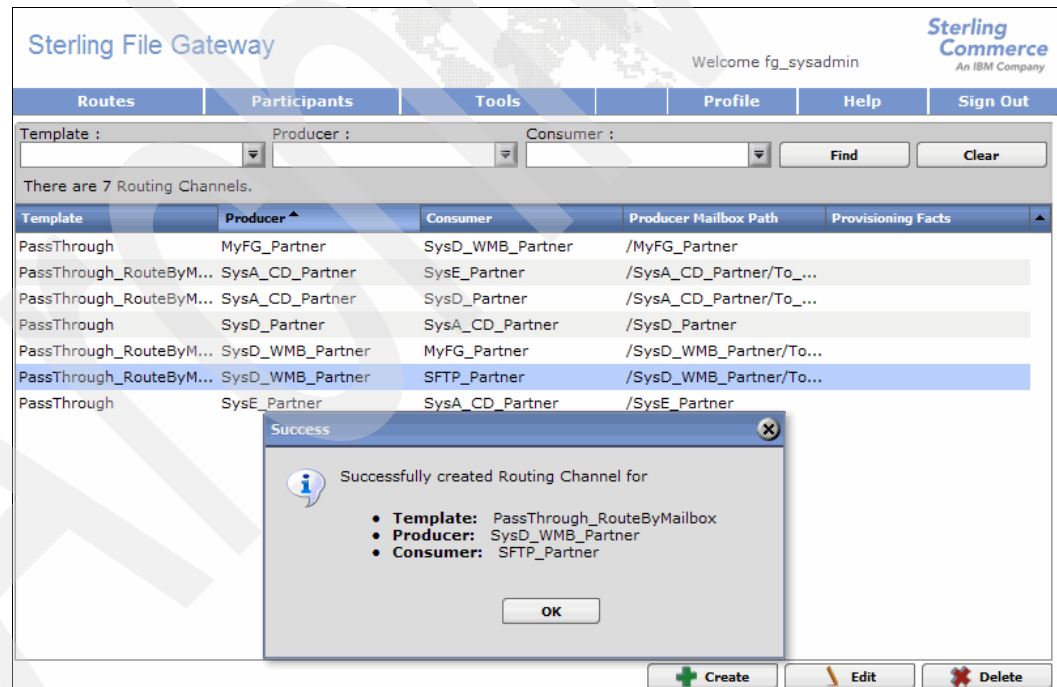 Sterling File Gateway
Welcome fg_sysadmin
Sterling
Commerce
An IBM Company
Routes Participants Tools Profile Help Sign Out
Template : Producer : Consumer :
Find Clear
There are 7 Routing Channels.
Template Producer Consumer Producer Mailbox Path Provisioning Facts
PassThrough MyFG_Partner SysD_WMB_Partner /MyFG_Partner
PassThrough_RouteByM... SysA_CD_Partner SysE_Partner /SysA_CD_Partner/To_...
PassThrough_RouteByM... SysA_CD_Partner SysD_Partner /SysA_CD_Partner/To_...
PassThrough SysD_Partner SysA_CD_Partner /SysD_Partner
PassThrough_RouteByM... SysD_WMB_Partner MyFG_Partner /SysD_WMB_Partner/To...
PassThrough_RouteByM... SysD_WMB_Partner SFTP_Partner /SysD_WMB_Partner/To...
PassThrough SysE_Partner SysA_CD_Partner /SysE_Partner
Success
Successfully created Routing Channel for
• Template: PassThrough_RouteByMailbox
• Producer: SysD_WMB_Partner
• Consumer: SFTP_Partner
OK
Create Edit Delete